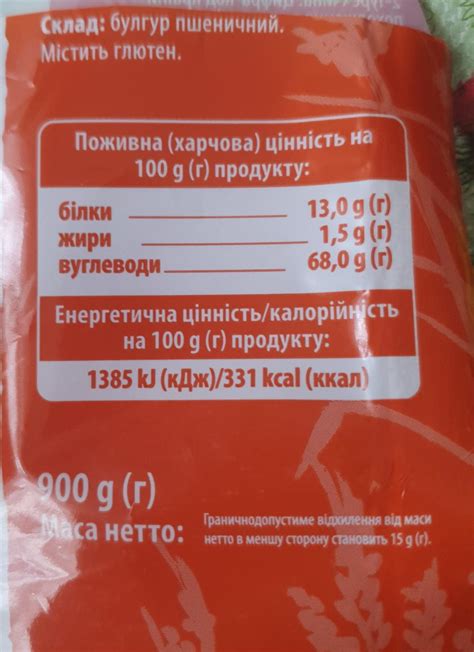 Склад: булгур пшеничний.
Містить глютен.
Поживна (харчова) цінність на
100 g (г) продукту:
білки 13,0 g (г)
жири 1,5 g (г)
вуглеводи 68,0 g (г)
Енергетична цінність/калорійність
на 100 g (г) продукту:
1385 kJ (кДж)/331 kcal (ккал)
900 g (г)
Маса нетто:
Граничнодопустиме відхилення від маси
нетто в меншу сторону становить 15 g (г).